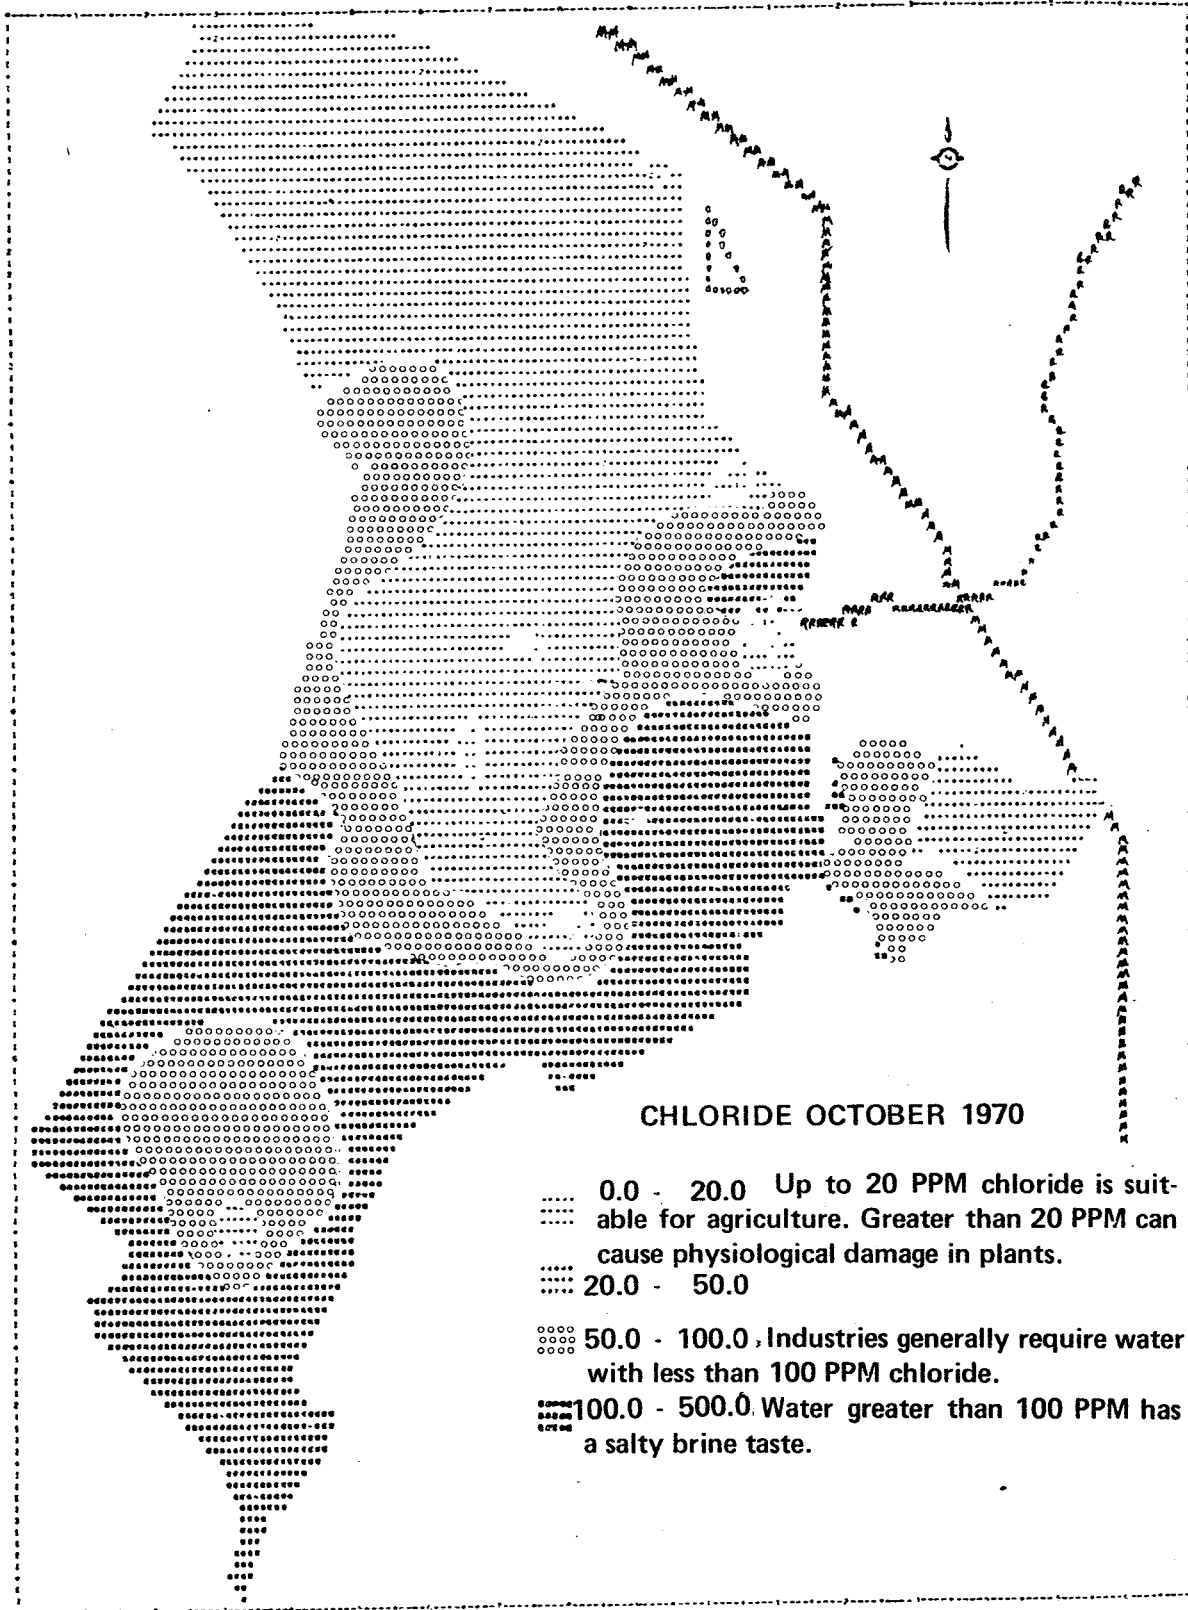 CHLORIDE OCTOBER 1970
0.0 - 20.0 Up to 20 PPM chloride is suit-
able for agriculture. Greater than 20 PPM can
cause physiological damage in plants.
20.0 - 50.0
50.0 - 100.0, Industries generally require water
with less than 100 PPM chloride.
100.0 - 500.0. Water greater than 100 PPM has
a salty brine taste.